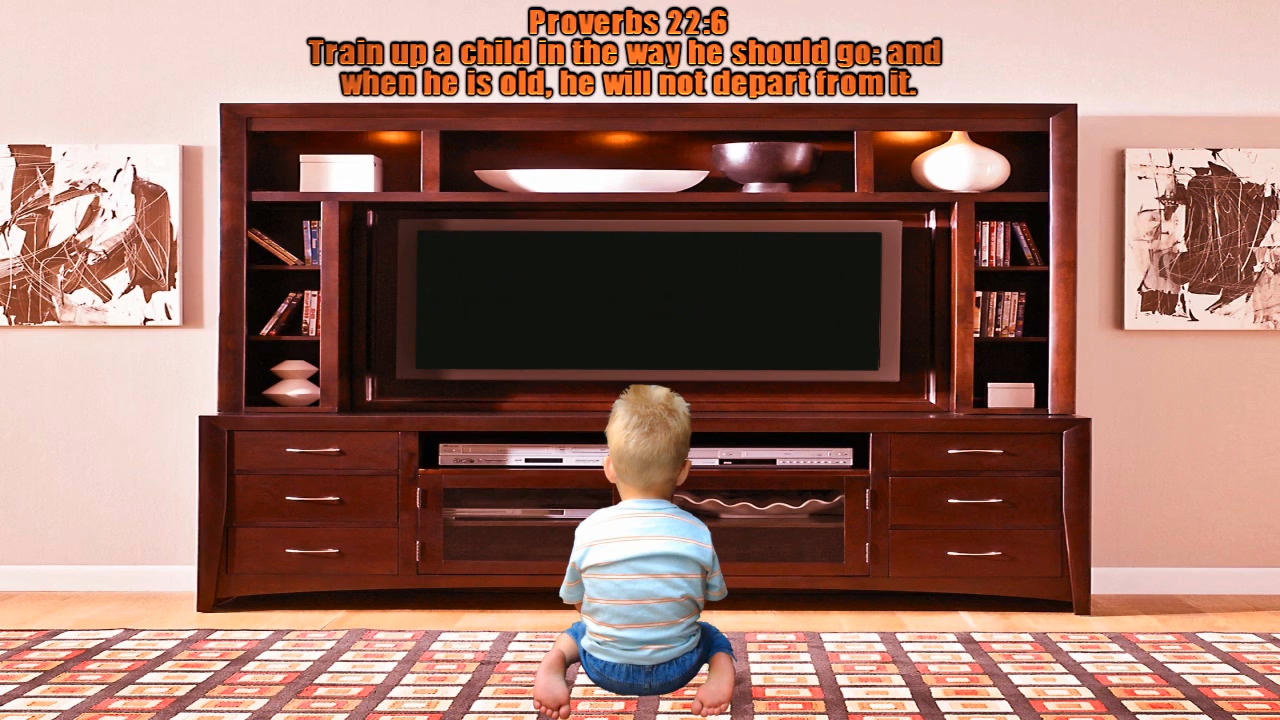 Proverbs 22:6
Train up a child in the way he should go: and
when he is old, he will not depart from it.